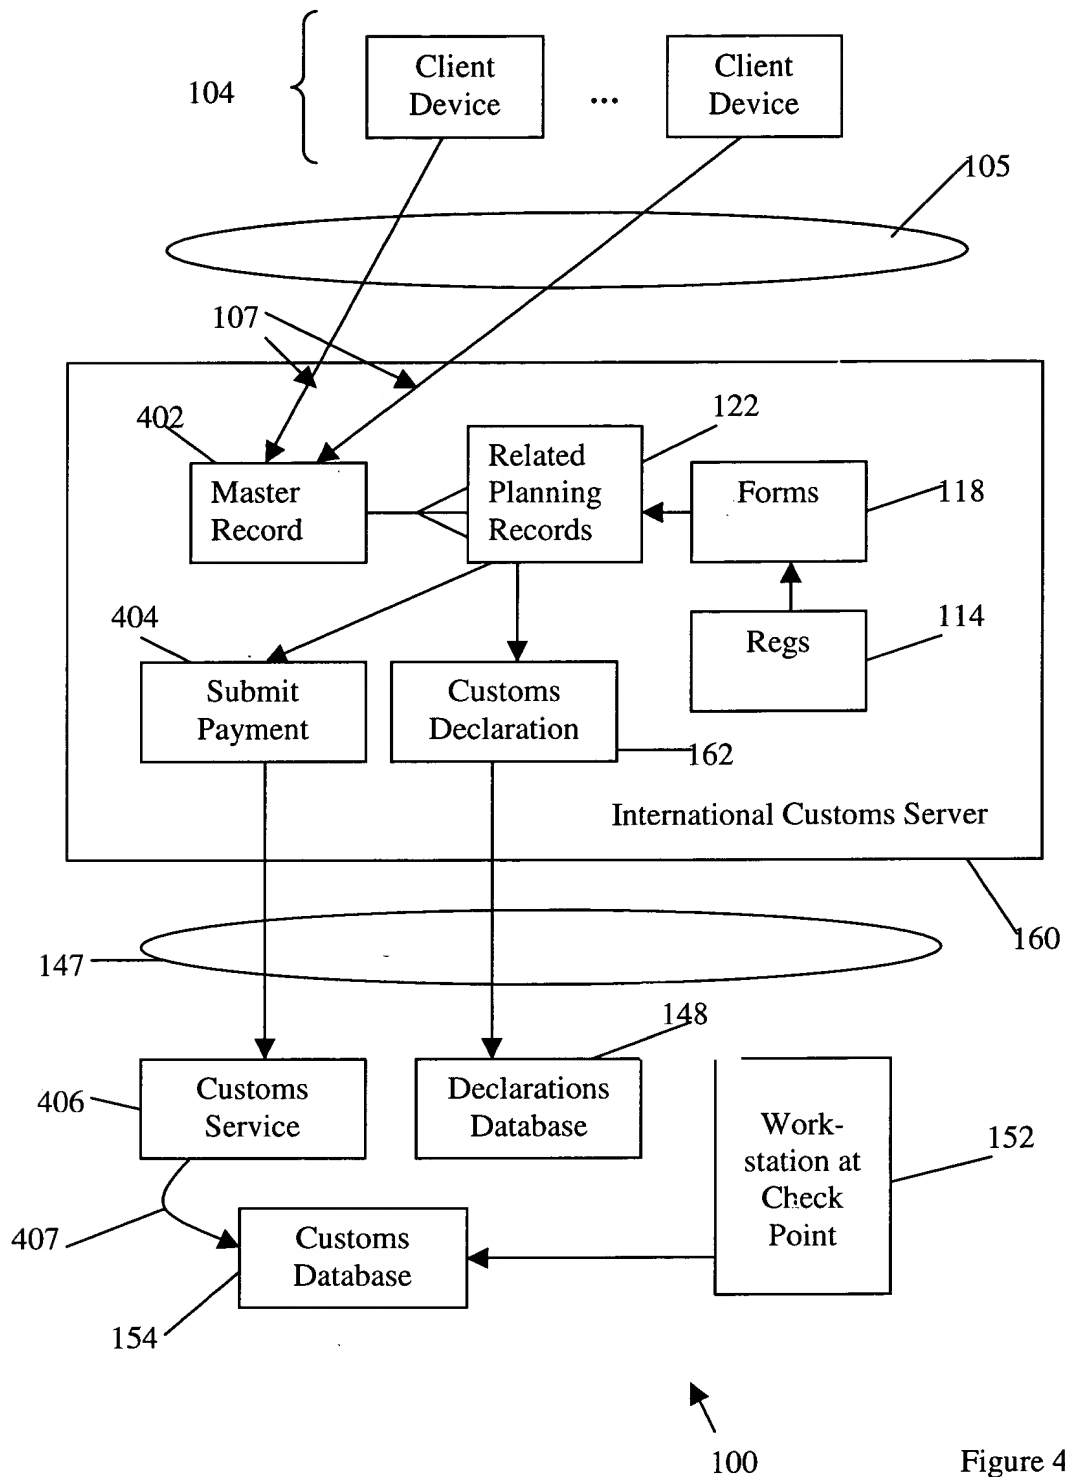 Client
Device
...
Client
Device
104
105
107
402
122
Master
Record
Related
Planning
Records
Forms
118
404
Regs
114
Submit
Payment
Customs
Declaration
162
International Customs Server
160
147
148
406
Customs
Service
Declarations
Database
Work-
station at
Check
Point
152
407
Customs
Database
154
100
Figure 4